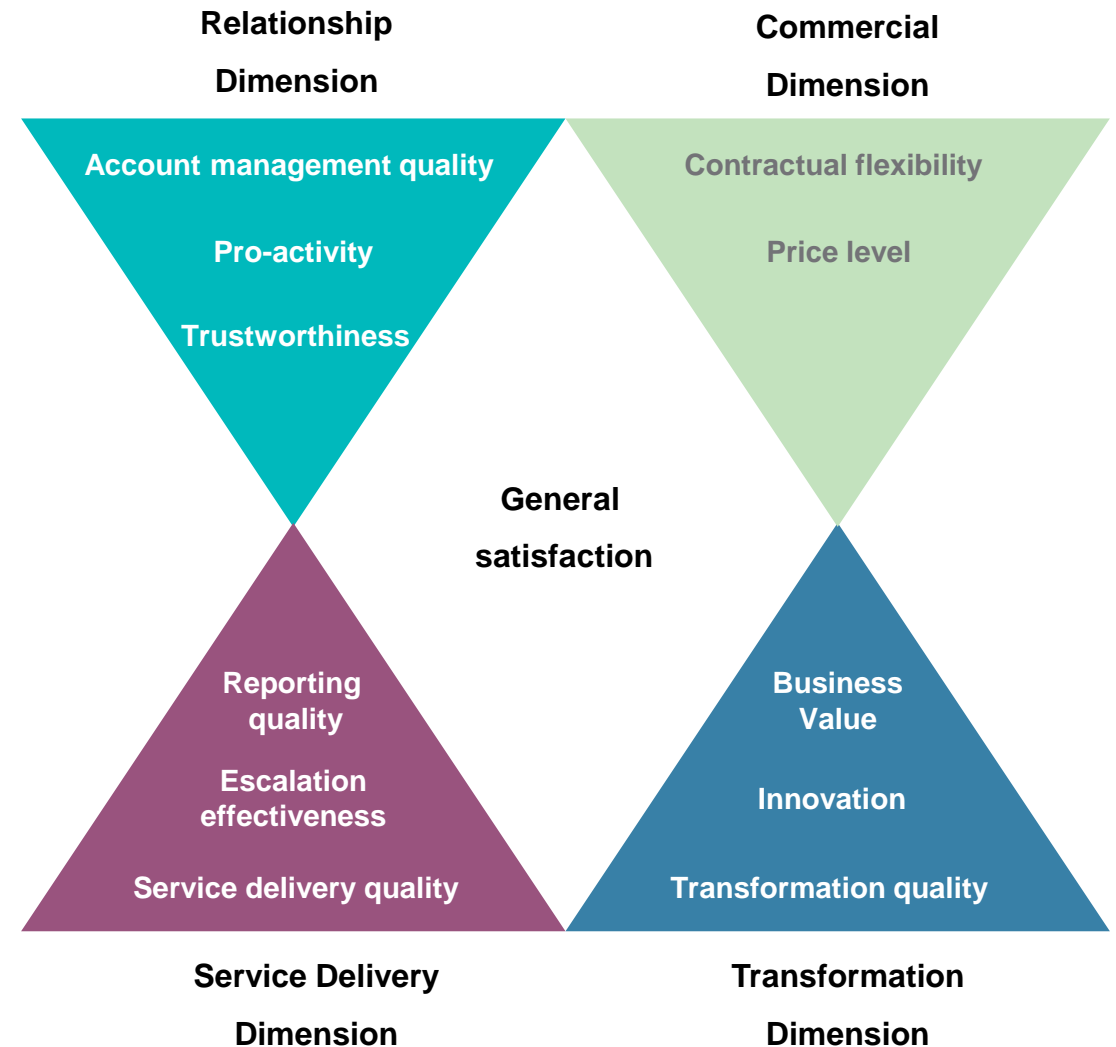 Relationship
Dimension
Commercial
Dimension
Account management quality
Pro-activity
Trustworthiness
Contractual flexibility
Price level
General
satisfaction
Reporting
quality
Escalation
effectiveness
Service delivery quality
Business
Value
Innovation
Transformation quality
Service Delivery
Dimension
Transformation
Dimension